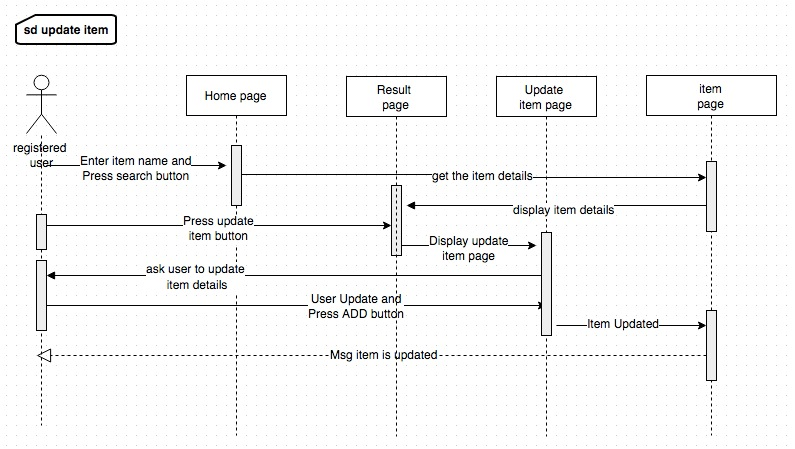 sd update item
Home page
Result
page
Update
item page
item
page
registered
user
Enter item name and
Press search button
get the item details
display item details
Press update
item button
Display update
item page
ask user to update
item details
User Update and
Press ADD button
Item Updated
Msg item is updated